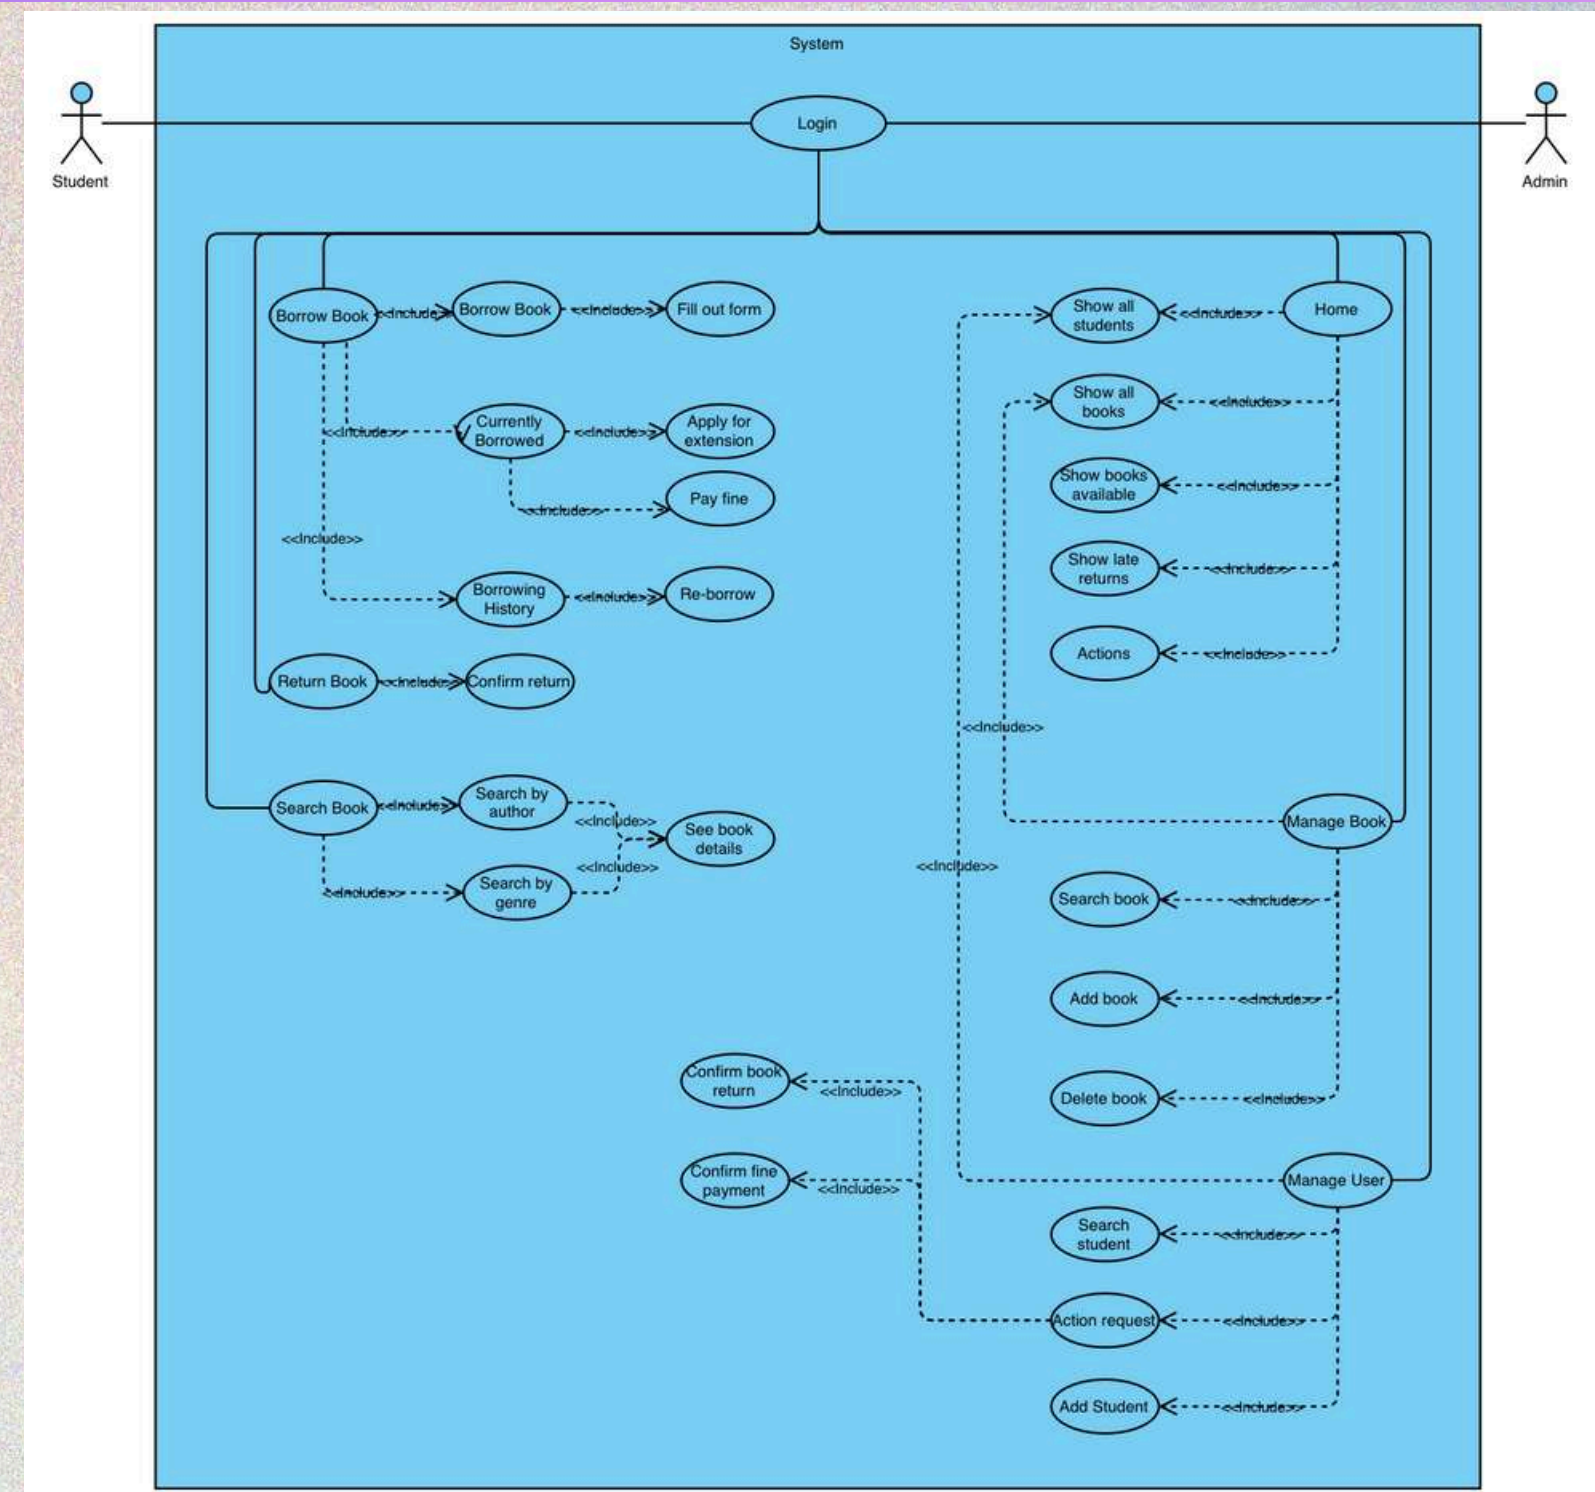 System
Login
Student
Admin
Borrow Book
<<Include>>
Borrow Book
<<Include>>
Fill out form
Show all
students
<<Include>>
Home
Show all
books
<<Include>>
<<Include>>
Currently
Borrowed
<<Include>>
Apply for
extension
Show books
available
<<Include>>
<<Include>>
Pay fine
<<Include>>
Show late
returns
<<Include>>
Borrowing
History
<<Include>>
Re-borrow
Actions
<<Include>>
Return Book
<<Include>>
Confirm return
<<Include>>
Search Book
<<Include>>
Search by
author
<<Include>>
See book
details
<<Include>>
<<Include>>
Search by
genre
Manage Book
<<Include>>
Search book
<<Include>>
Add book
<<Include>>
Confirm book
return
<<Include>>
Delete book
<<Include>>
Confirm fine
payment
<<Include>>
Manage User
Search
student
<<Include>>
Action request
<<Include>>
Add Student
<<Include>>